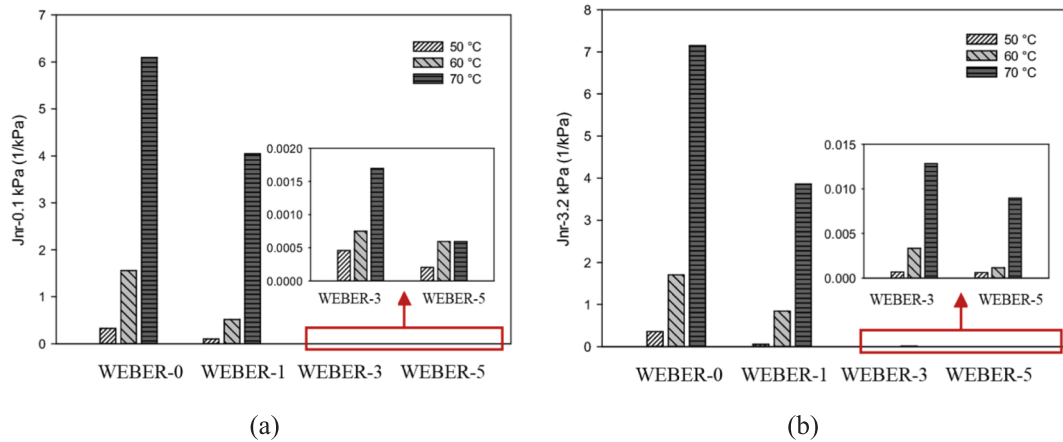 7
6
5
4
3
2
1
0
Jnr-0.1 kPa (1/kPa)
50 °C
60 °C
70 °C
0.0020
0.0015
0.0010
0.0005
0.0000
WEBER-3 WEBER-5
WEBER-0 WEBER-1 WEBER-3 WEBER-5
(a)
8
7
6
5
4
3
2
1
0
Jnr-3.2 kPa (1/kPa)
50 °C
60 °C
70 °C
0.015
0.010
0.005
0.000
WEBER-3 WEBER-5
WEBER-0 WEBER-1 WEBER-3 WEBER-5
(b)